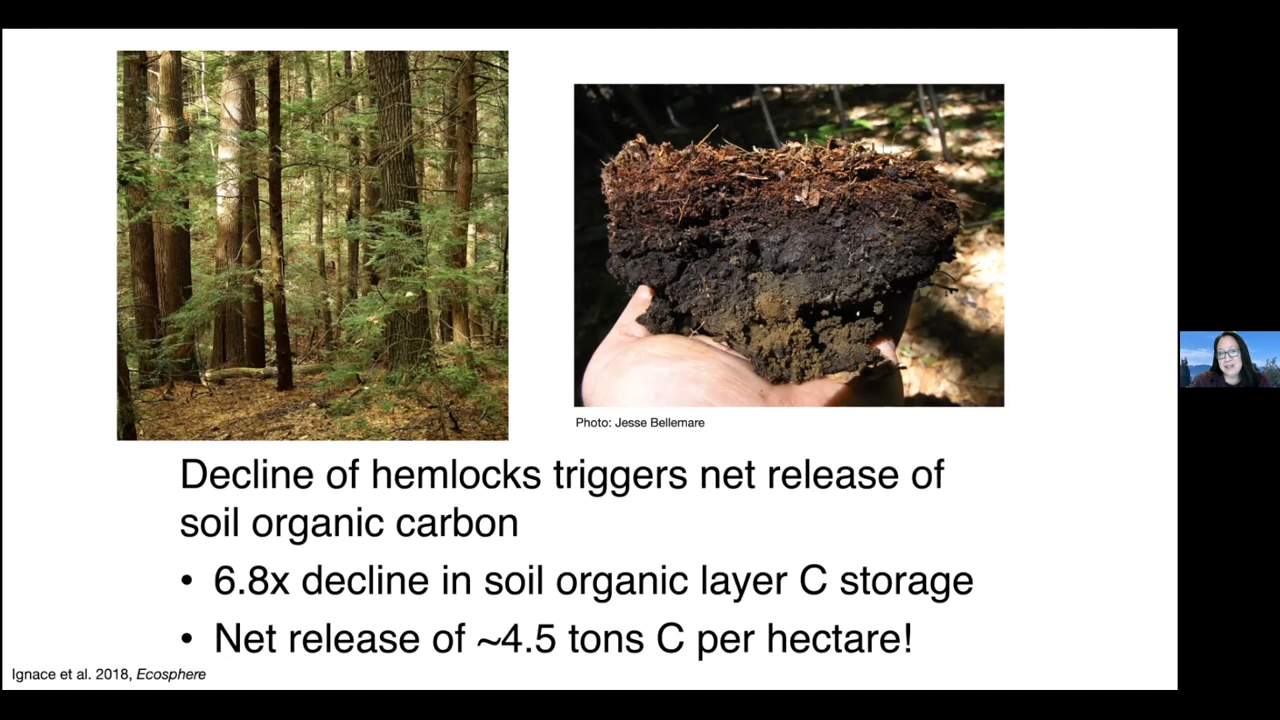 Photo: Jesse Bellemare
Decline of hemlocks triggers net release of
soil organic carbon
• 6.8x decline in soil organic layer C storage
• Net release of ~4.5 tons C per hectare!
Ignace et al. 2018, Ecosphere